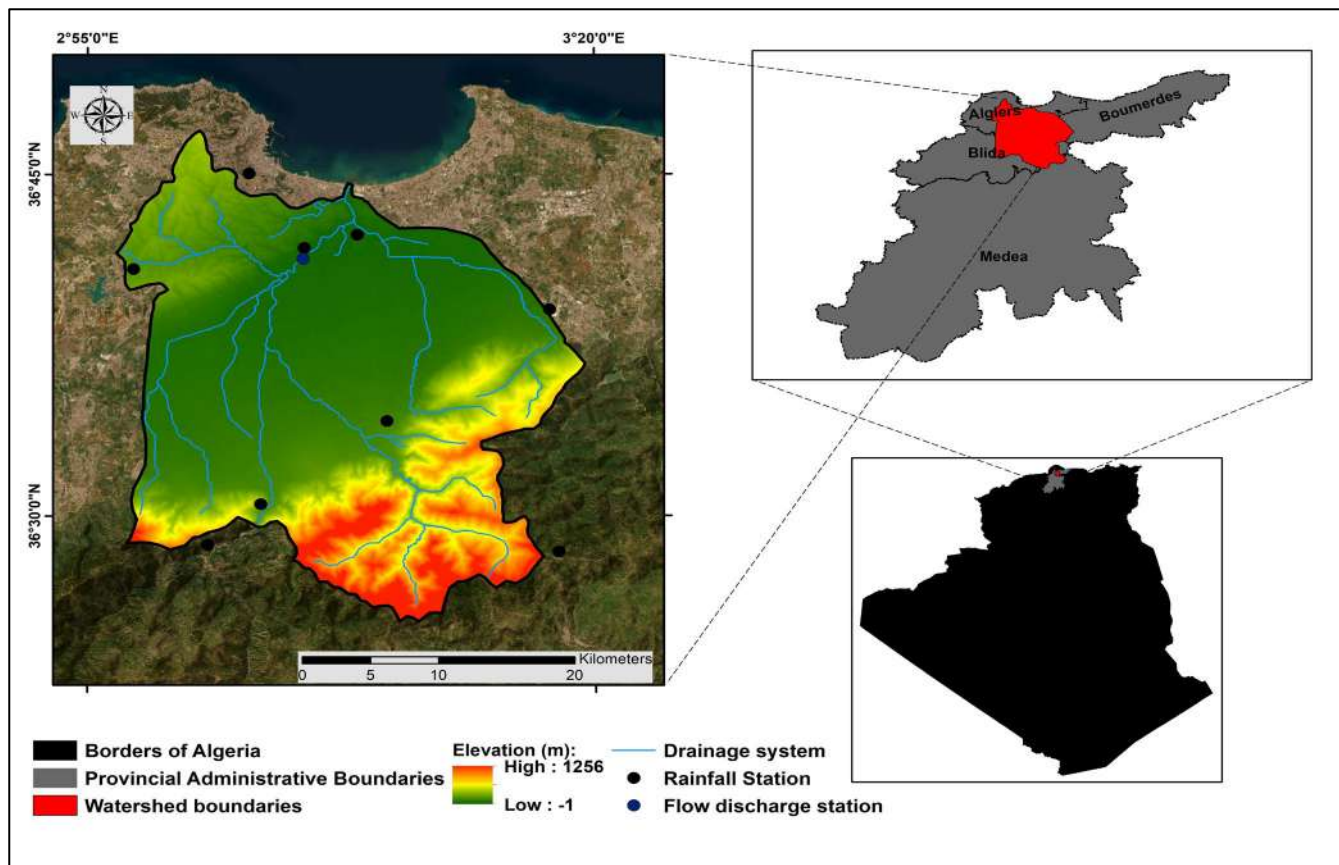 2°55'0"E
3°20'0"E
N
W E
S
36°45'0"N
36°30'0"N
Kilometers
0 5 10 20
Algiers
Boumerdes
Blida
Medea
Borders of Algeria
Provincial Administrative Boundaries
Watershed boundaries
Elevation (m):
High : 1256
Low : -1
Drainage system
Rainfall Station
Flow discharge station